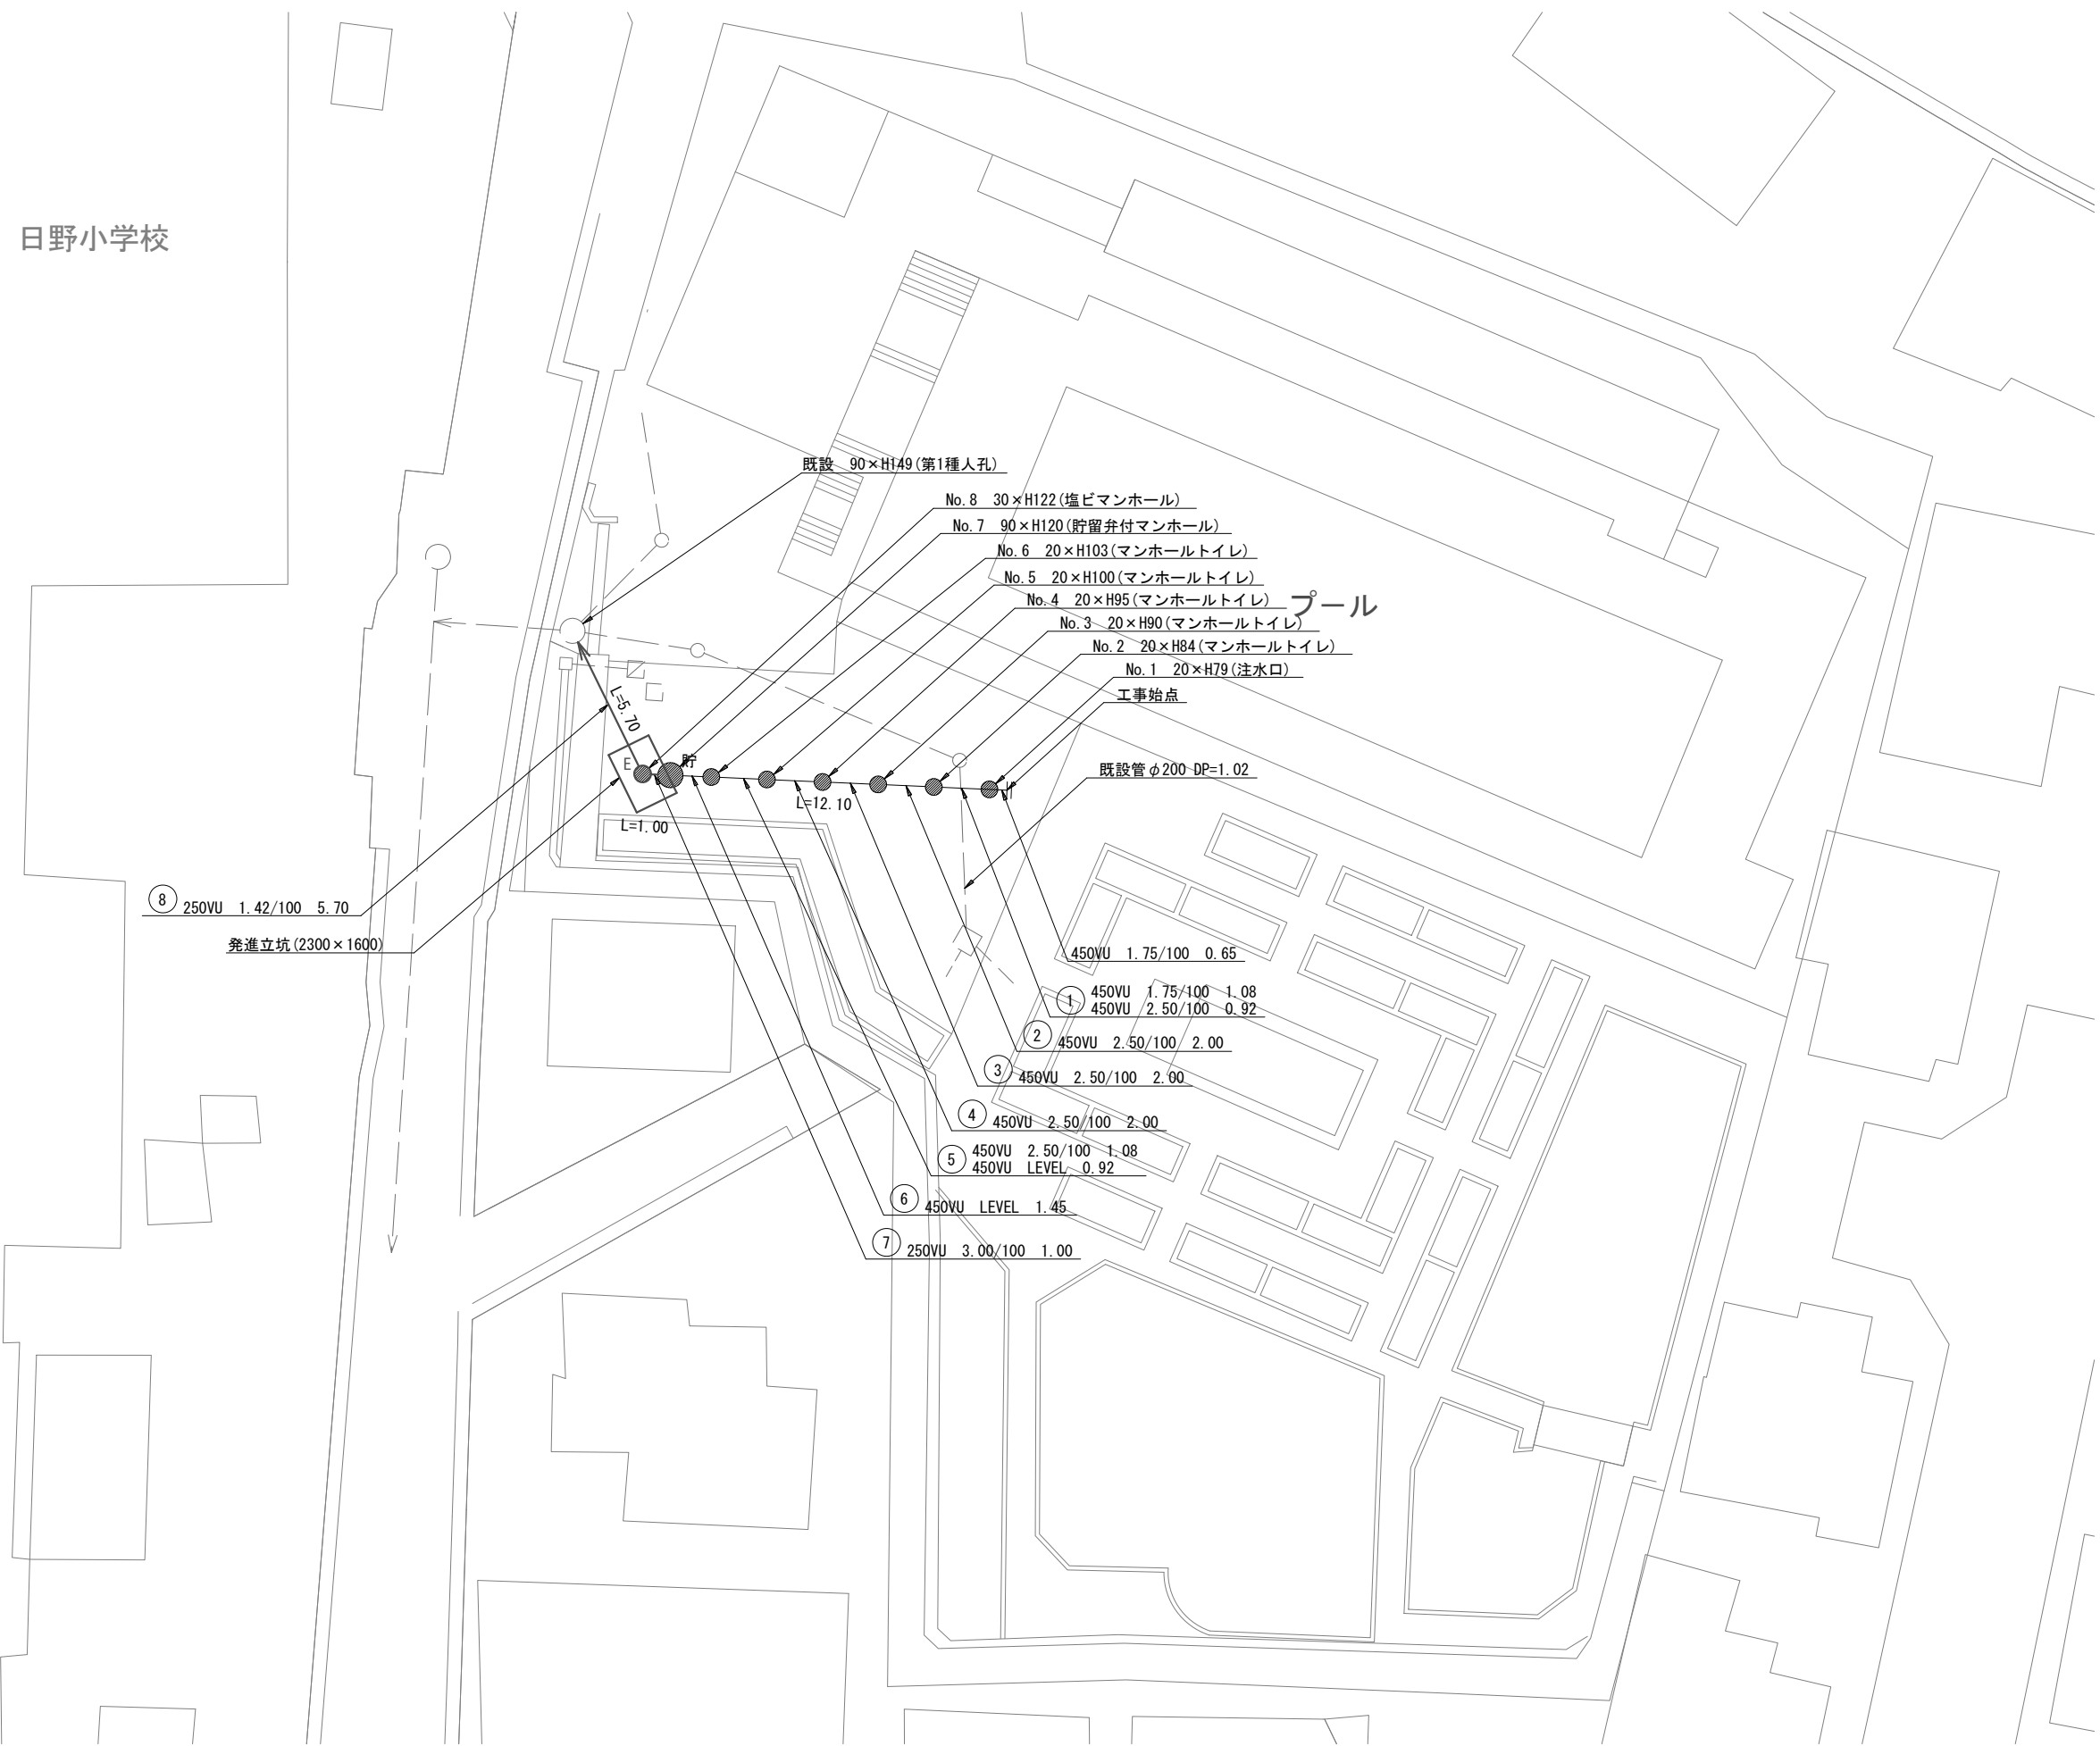 日野小学校
既設 90×H149(第1種人孔)
No.8 30×H122(塩ビマンホール)
No.7 90×H120(貯留弁付マンホール)
No.6 20×H103(マンホールトイレ)
No.5 20×H100(マンホールトイレ)
No.4 20×H95(マンホールトイレ)
プール
No.3 20×H90(マンホールトイレ)
No.2 20×H84(マンホールトイレ)
No.1 20×H79(注水口)
工事始点
L=5.70
E
貯
既設管φ200 DP=1.02
L=12.10
L=1.00
⑧ 250VU 1.42/100 5.70
発進立坑(2300×1600)
450VU 1.75/100 0.65
① 450VU 1.75/100 1.08
450VU 2.50/100 0.92
② 450VU 2.50/100 2.00
③ 450VU 2.50/100 2.00
④ 450VU 2.50/100 2.00
⑤ 450VU 2.50/100 1.08
450VU LEVEL 0.92
⑥ 450VU LEVEL 1.45
⑦ 250VU 3.00/100 1.00